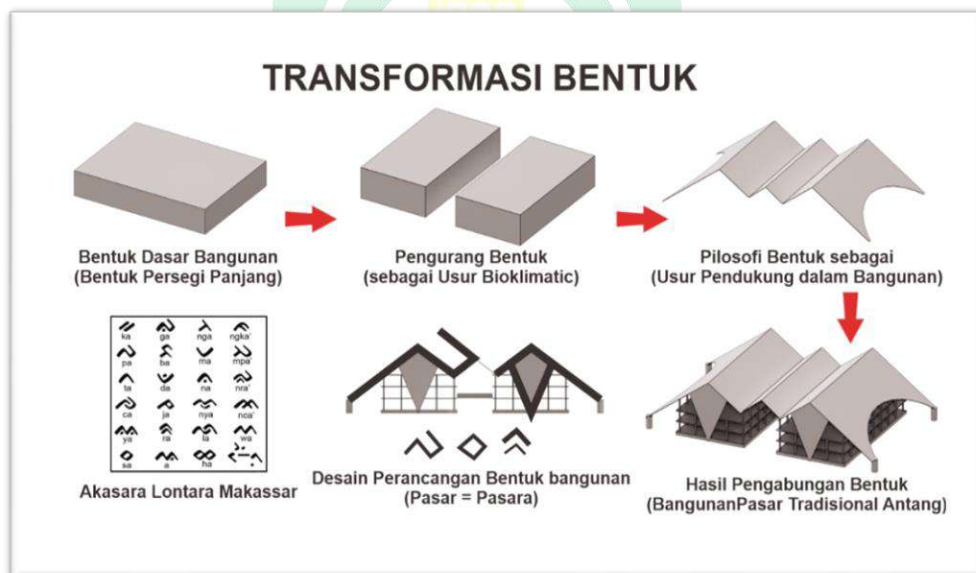 TRANSFORMASI BENTUK
Bentuk Dasar Bangunan
(Bentuk Persegi Panjang)
Pengurang Bentuk
(sebagai Usur Bioklimatic)
Pilosofi Bentuk sebagai
(Usur Pendukung dalam Bangunan)
ka ga nga ngka'
pa ba ma mpa'
ta da na nra'
ca ja nya nca'
ya ra la wa
sa a ha
Akasara Lontara Makassar
Desain Perancangan Bentuk bangunan
(Pasar = Pasara)
Hasil Pengabungan Bentuk
(BangunanPasar Tradisional Antang)